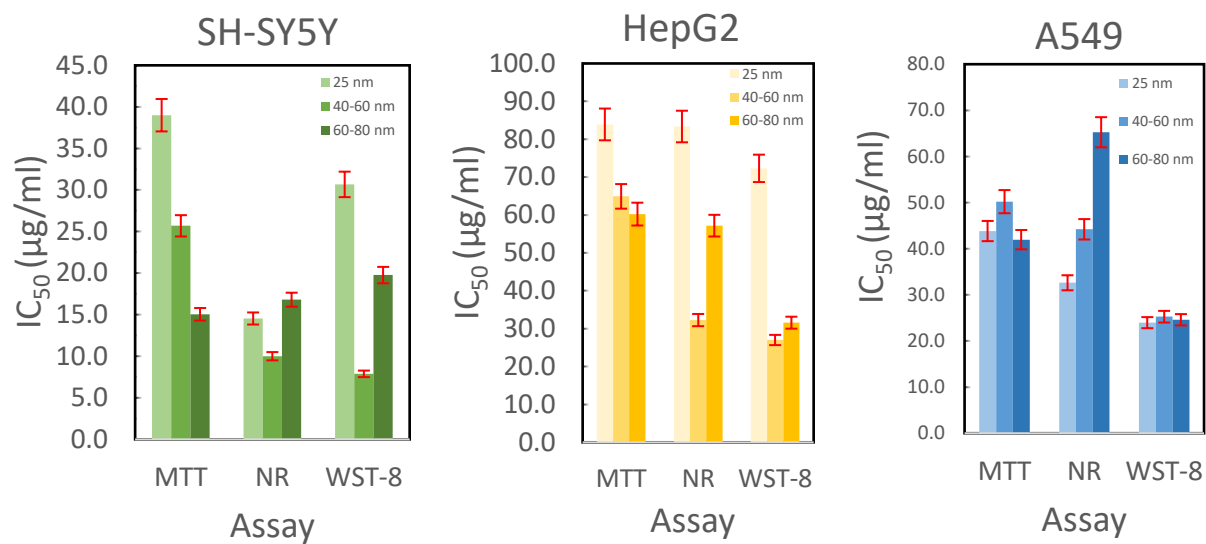 SH-SY5Y
45.0
40.0
35.0
30.0
25.0
20.0
15.0
10.0
5.0
0.0
IC50 (µg/ml)
25 nm
40-60 nm
60-80 nm
MTT NR WST-8
Assay
HepG2
100.0
90.0
80.0
70.0
60.0
50.0
40.0
30.0
20.0
10.0
0.0
IC50 (µg/ml)
25 nm
40-60 nm
60-80 nm
MTT NR WST-8
Assay
A549
80.0
70.0
60.0
50.0
40.0
30.0
20.0
10.0
0.0
IC50 (µg/ml)
25 nm
40-60 nm
60-80 nm
MTT NR WST-8
Assay